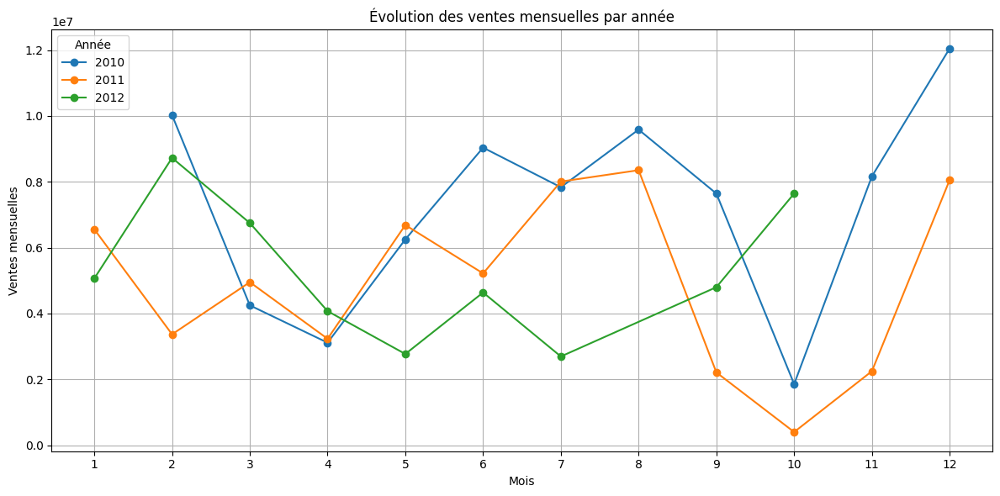 Évolution des ventes mensuelles par année
1e7
Année
2010
2011
2012
1.2
1.0
0.8
0.6
0.4
0.2
0.0
Ventes mensuelles
1 2 3 4 5 6 7 8 9 10 11 12
Mois